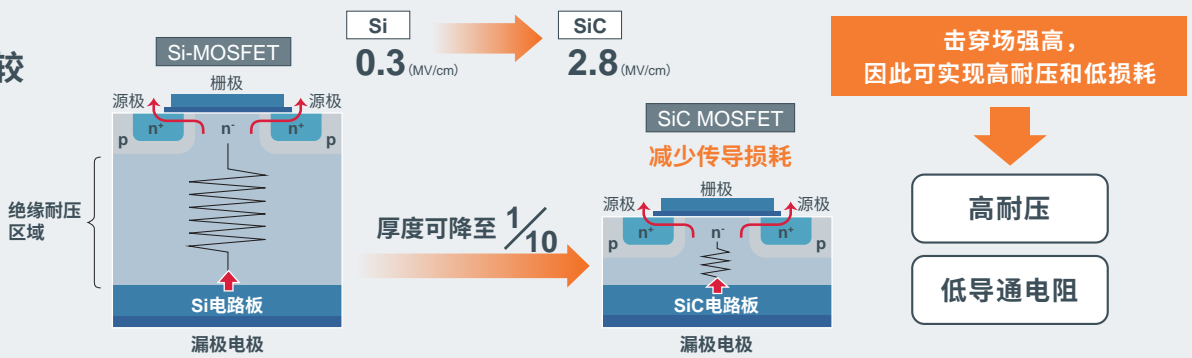 较
Si-MOSFET
栅极
源极
源极
n⁺
n⁻
n⁺
p
p
绝缘耐压
区域
Si电路板
漏极电极
Si
0.3(MV/cm)
SiC
2.8(MV/cm)
厚度可降至 1/10
SiC MOSFET
减少传导损耗
栅极
源极
源极
n⁺
n⁻
n⁺
p
p
SiC电路板
漏极电极
击穿场强高，
因此可实现高耐压和低损耗
高耐压
低导通电阻